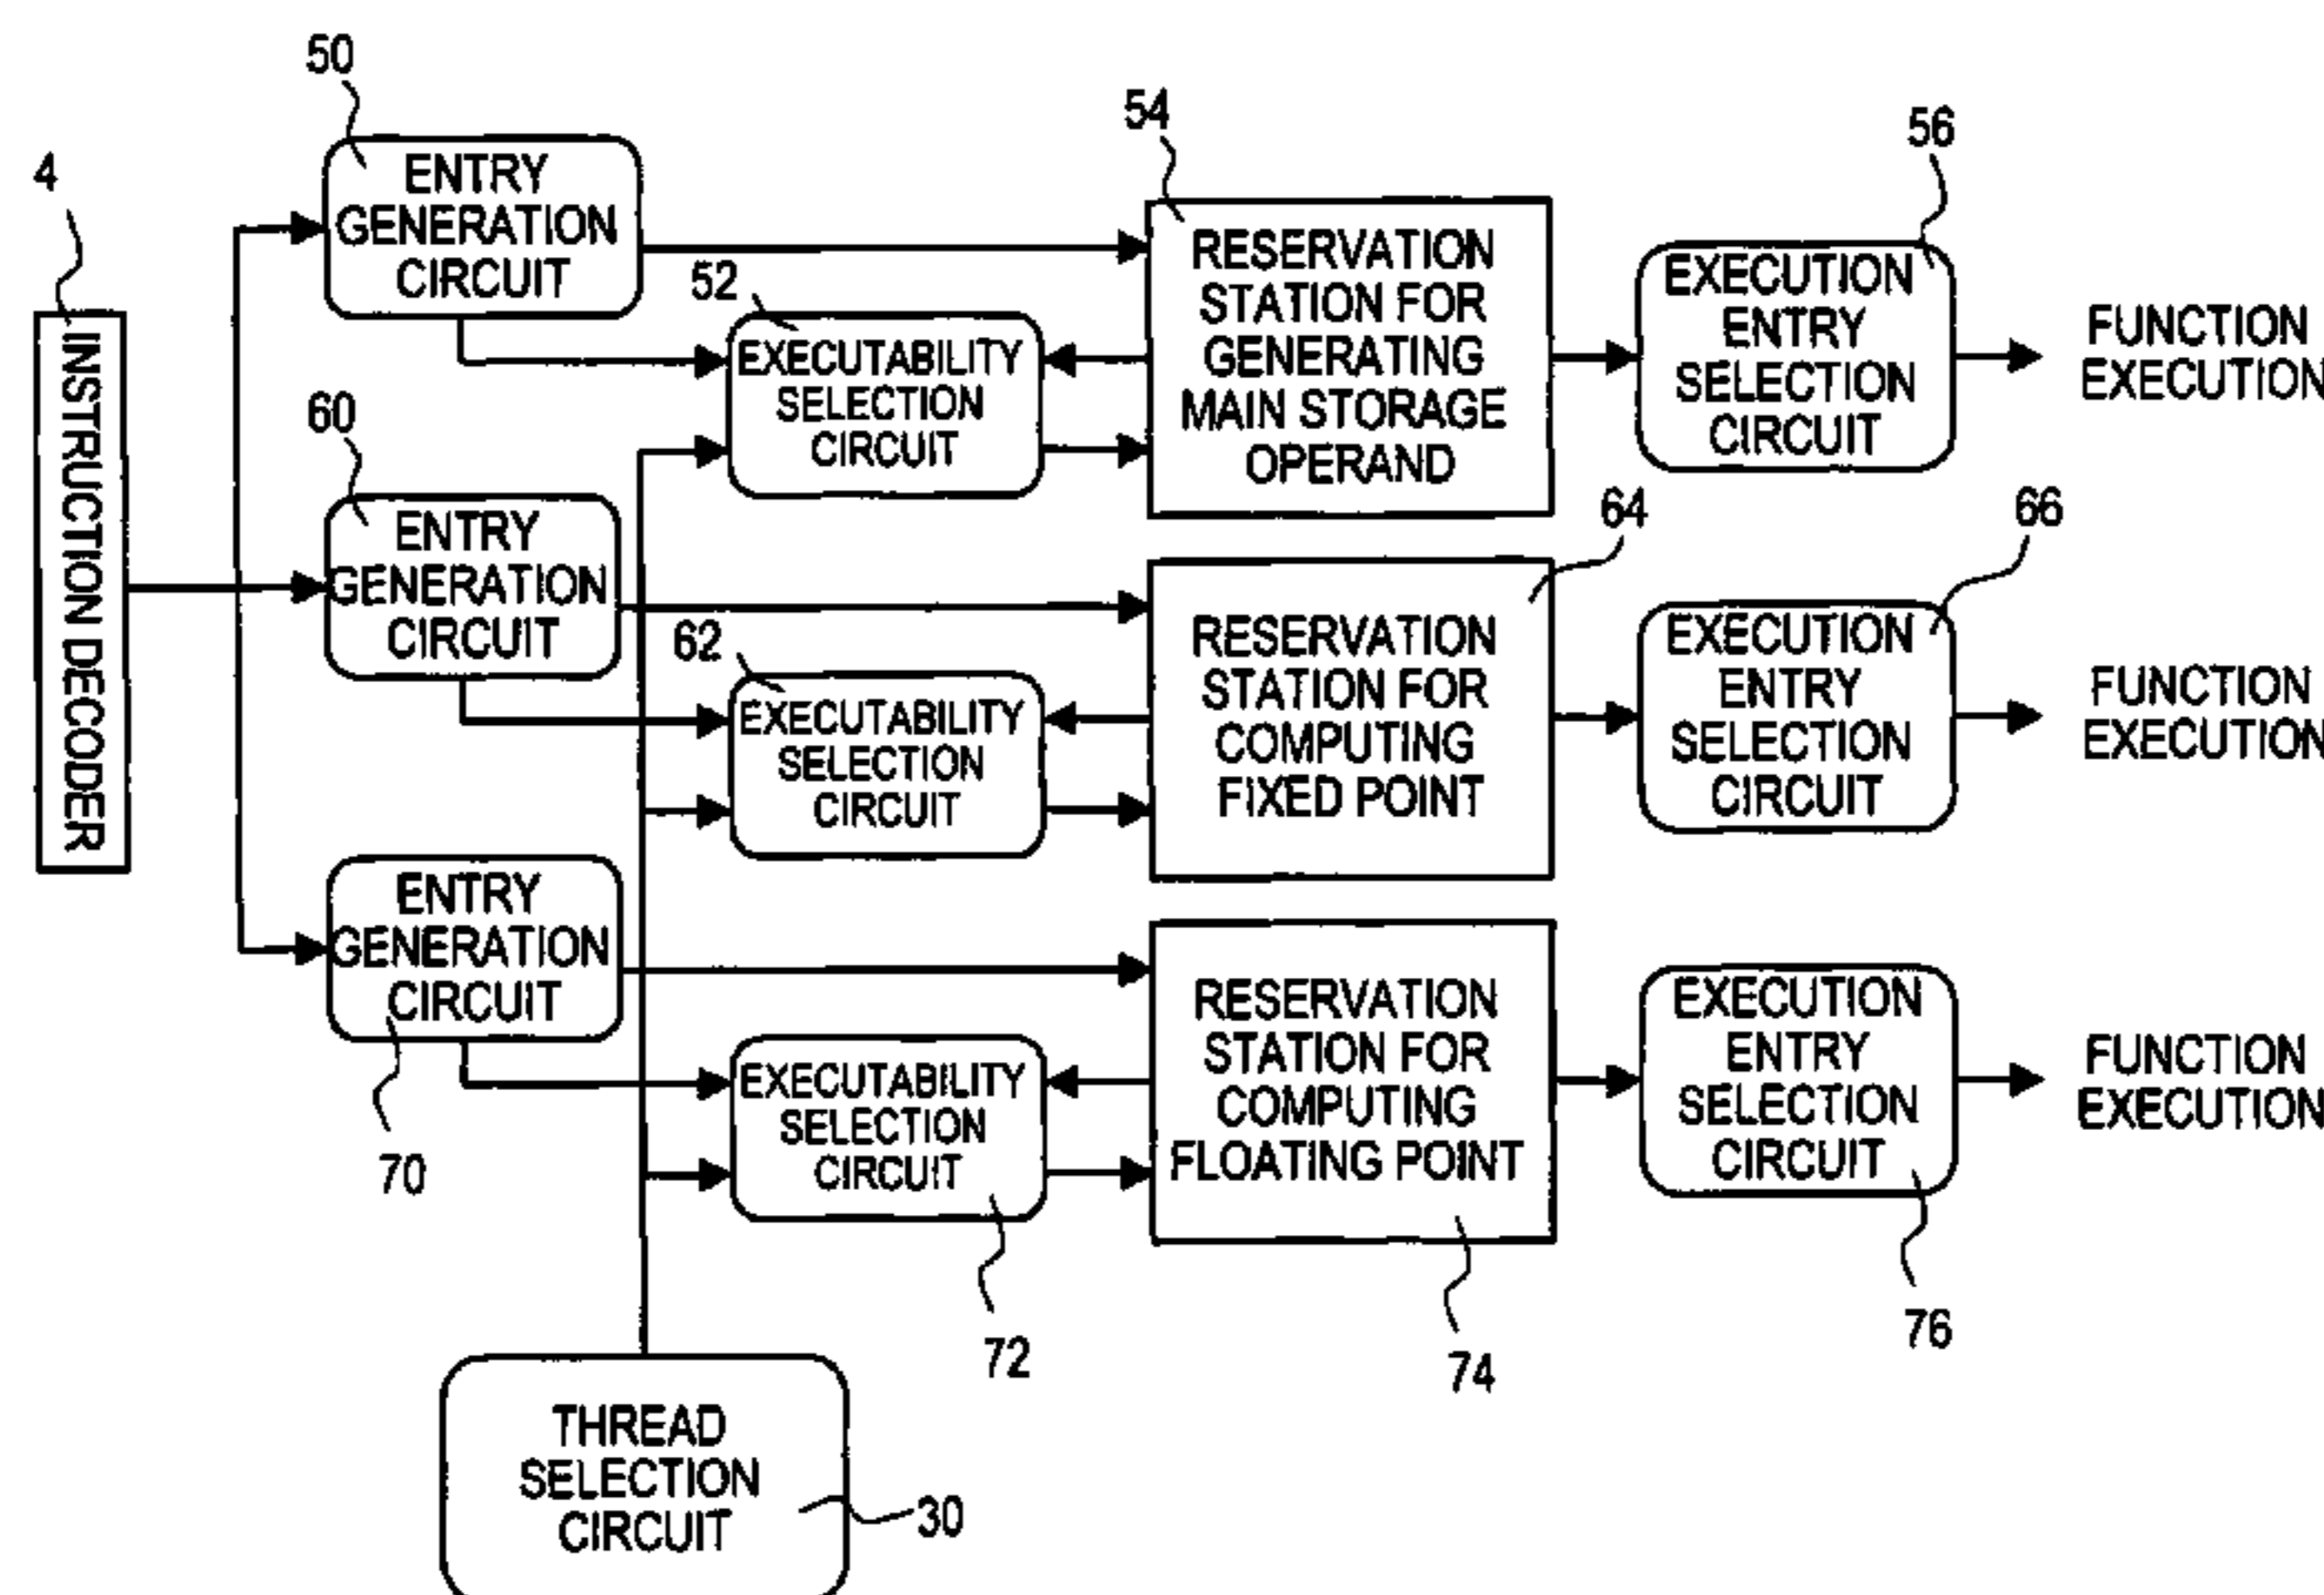 50
ENTRY
GENERATION
CIRCUIT
4
INSTRUCTION DECODER
52
EXECUTABILITY
SELECTION
CIRCUIT
54
RESERVATION
STATION FOR
GENERATING
MAIN STORAGE
OPERAND
56
EXECUTION
ENTRY
SELECTION
CIRCUIT
FUNCTION
EXECUTION
60
ENTRY
GENERATION
CIRCUIT
62
EXECUTABILITY
SELECTION
CIRCUIT
64
RESERVATION
STATION FOR
COMPUTING
FIXED POINT
66
EXECUTION
ENTRY
SELECTION
CIRCUIT
FUNCTION
EXECUTION
ENTRY
GENERATION
CIRCUIT
70
EXECUTABILITY
SELECTION
CIRCUIT
72
RESERVATION
STATION FOR
COMPUTING
FLOATING POINT
74
EXECUTION
ENTRY
SELECTION
CIRCUIT
76
FUNCTION
EXECUTION
THREAD
SELECTION
CIRCUIT
30